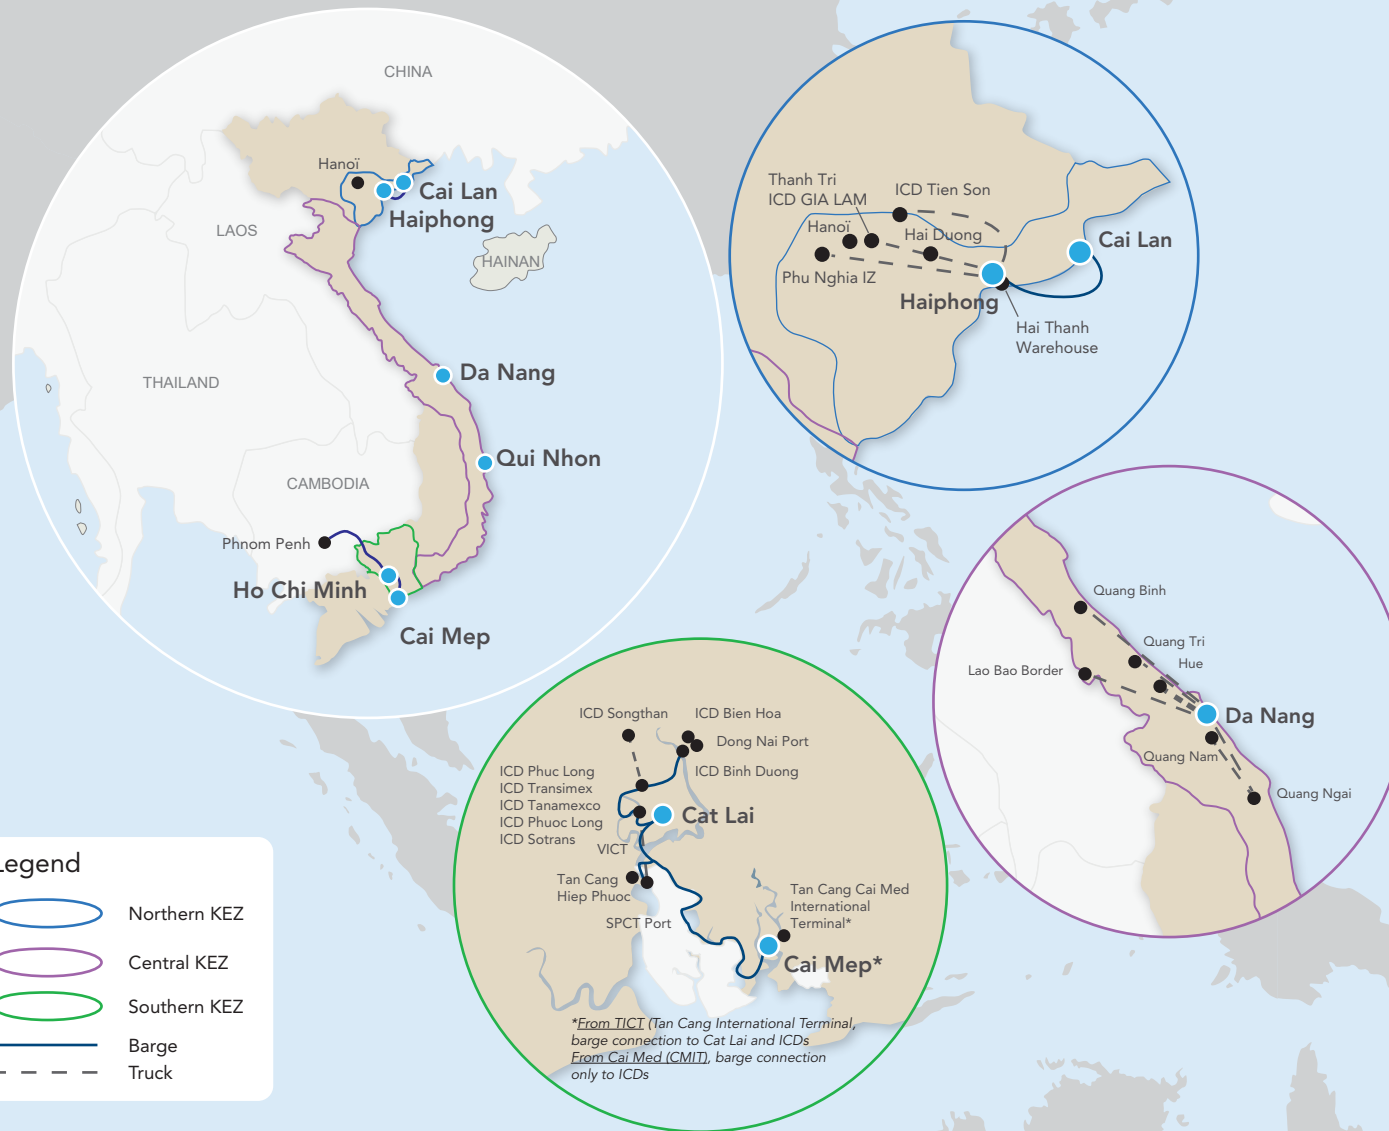 CHINA
Hanoï
Cai Lan
Haiphong
LAOS
HAINAN
THAILAND
Da Nang
Qui Nhon
CAMBODIA
Phnom Penh
Ho Chi Minh
Cai Mep
Thanh Tri
ICD GIA LAM
ICD Tien Son
Hanoï
Hai Duong
Cai Lan
Phu Nghia IZ
Haiphong
Hai Thanh
Warehouse
Quang Binh
Quang Tri
Hue
Lao Bao Border
Da Nang
Quang Nam
Quang Ngai
ICD Songthan
ICD Bien Hoa
Dong Nai Port
ICD Binh Duong
ICD Phuc Long
ICD Transimex
ICD Tanamexco
ICD Phuoc Long
ICD Sotrans
Cat Lai
VICT
Tan Cang
Hiep Phuoc
SPCT Port
Tan Cang Cai Med
International
Terminal*
Cai Mep*
*From TICT (Tan Cang International Terminal,
barge connection to Cat Lai and ICDs
From Cai Med (CMIT), barge connection
only to ICDs
Legend
Northern KEZ
Central KEZ
Southern KEZ
Barge
Truck